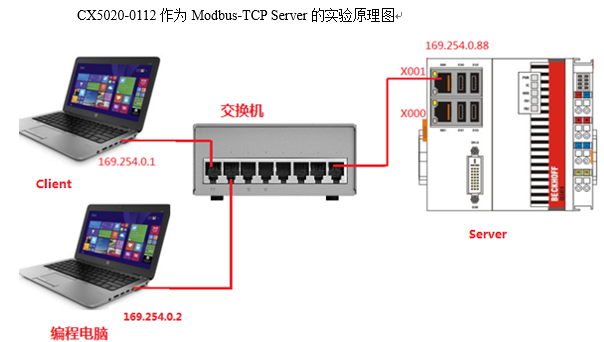 CX5020-0112 作为 Modbus-TCP Server 的实验原理图
169.254.0.88
X001
X000
交换机
169.254.0.1
Client
BECKHOFF
Server
169.254.0.2
编程电脑